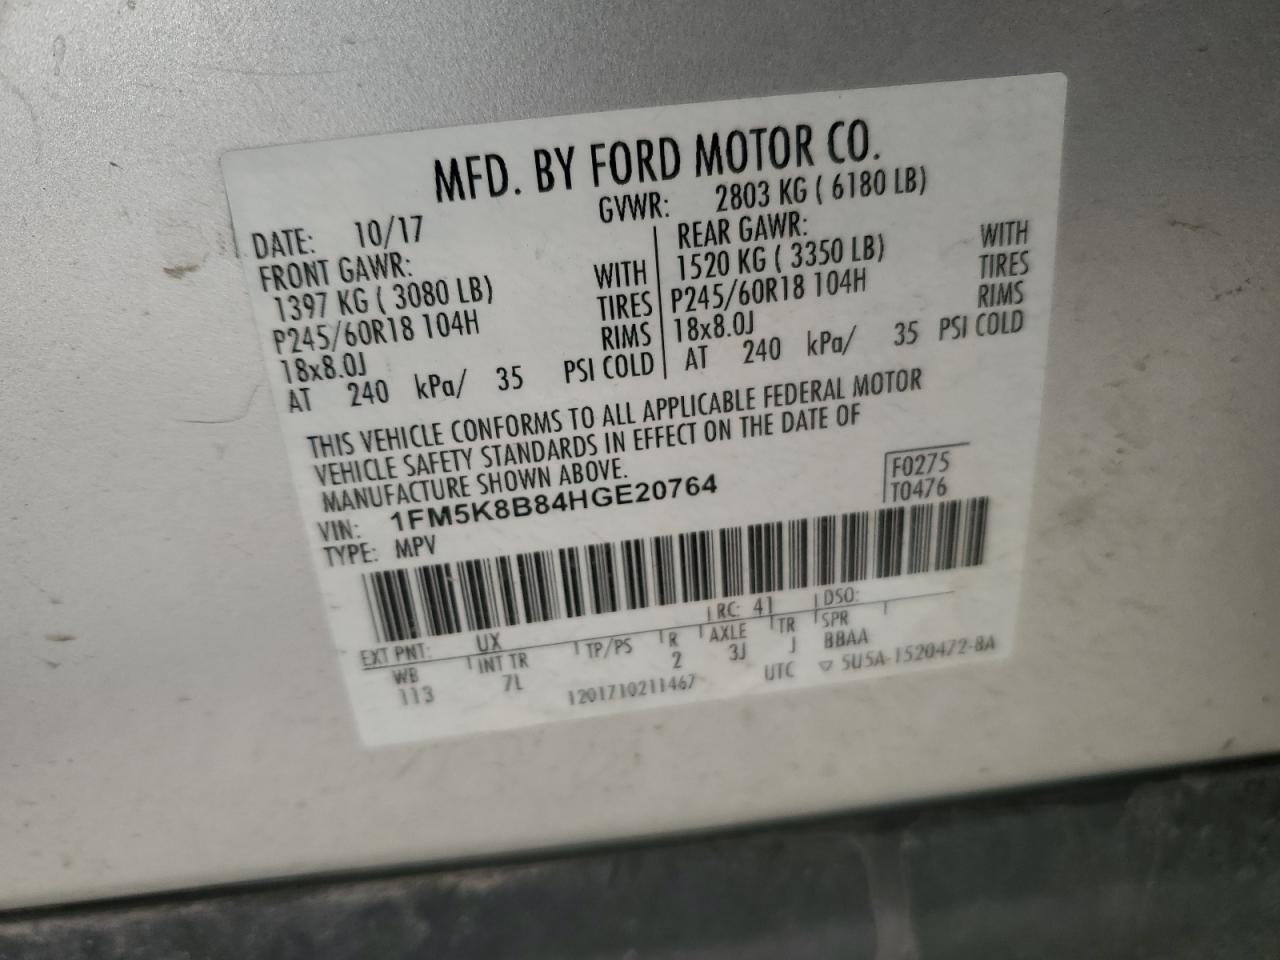 MFD. BY FORD MOTOR CO.
DATE: 10/17 GVWR: 2803 KG ( 6180 LB)
FRONT GAWR: REAR GAWR:
1397 KG ( 3080 LB) WITH 1520 KG ( 3350 LB) WITH
P245/60R18 104H TIRES P245/60R18 104H TIRES
18x8.0J RIMS 18x8.0J RIMS
AT 240 kPa/ 35 PSI COLD AT 240 kPa/ 35 PSI COLD
THIS VEHICLE CONFORMS TO ALL APPLICABLE FEDERAL MOTOR
VEHICLE SAFETY STANDARDS IN EFFECT ON THE DATE OF
MANUFACTURE SHOWN ABOVE.
VIN: 1FM5K8B84HGE20764 F0275
TYPE: MPV T0476
EXT PNT: UX RC: 41 DSO:
WB INT TR TP/PS R AXLE TR SPR
113 7L 2 3J J BBAA
1201710211467 UTC ▽ 5U5A-1520472-BA